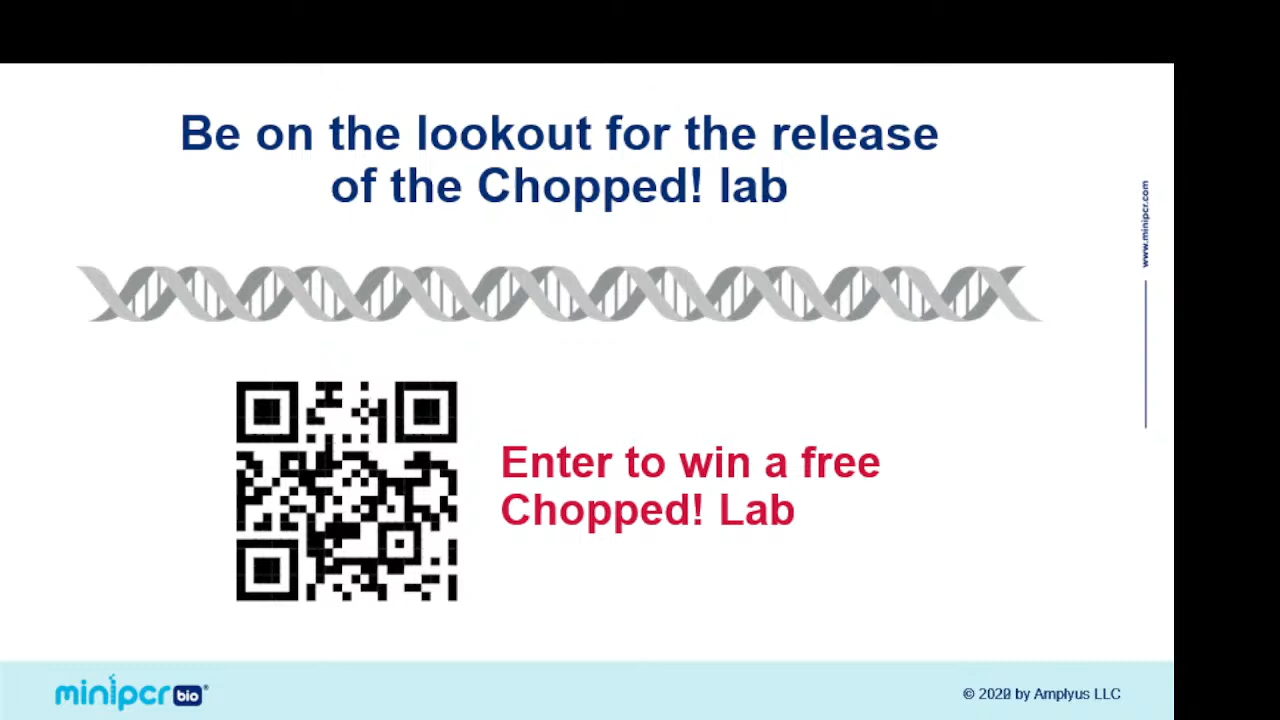 Be on the lookout for the release
of the Chopped! lab
www.minipcr.com
Enter to win a free
Chopped! Lab
minipcr bio®
© by Amplyus LLC